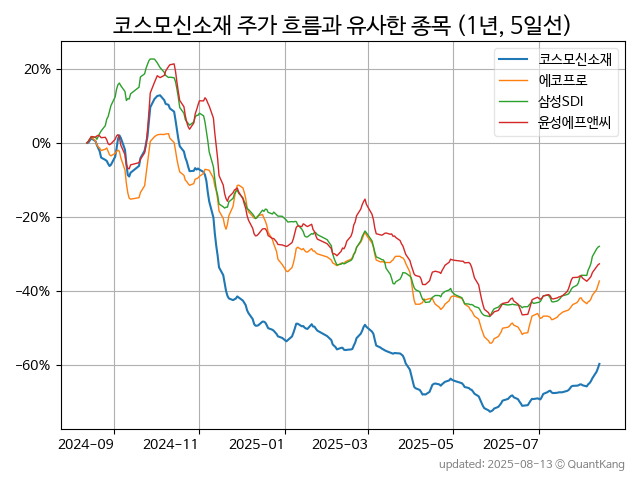 코스모신소재 주가 흐름과 유사한 종목 (1년, 5일선)
코스모신소재
에코프로
삼성SDI
윤성에프앤씨
20%
0%
−20%
−40%
−60%
2024-09 2024-11 2025-01 2025-03 2025-05 2025-07
updated: 2025-08-13 © QuantKang